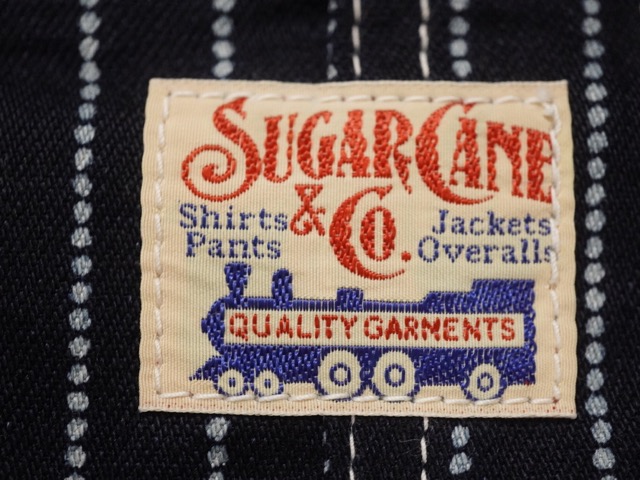 SUGAR CANE
& Co.
Shirts Jackets
Pants Overalls
QUALITY GARMENTS